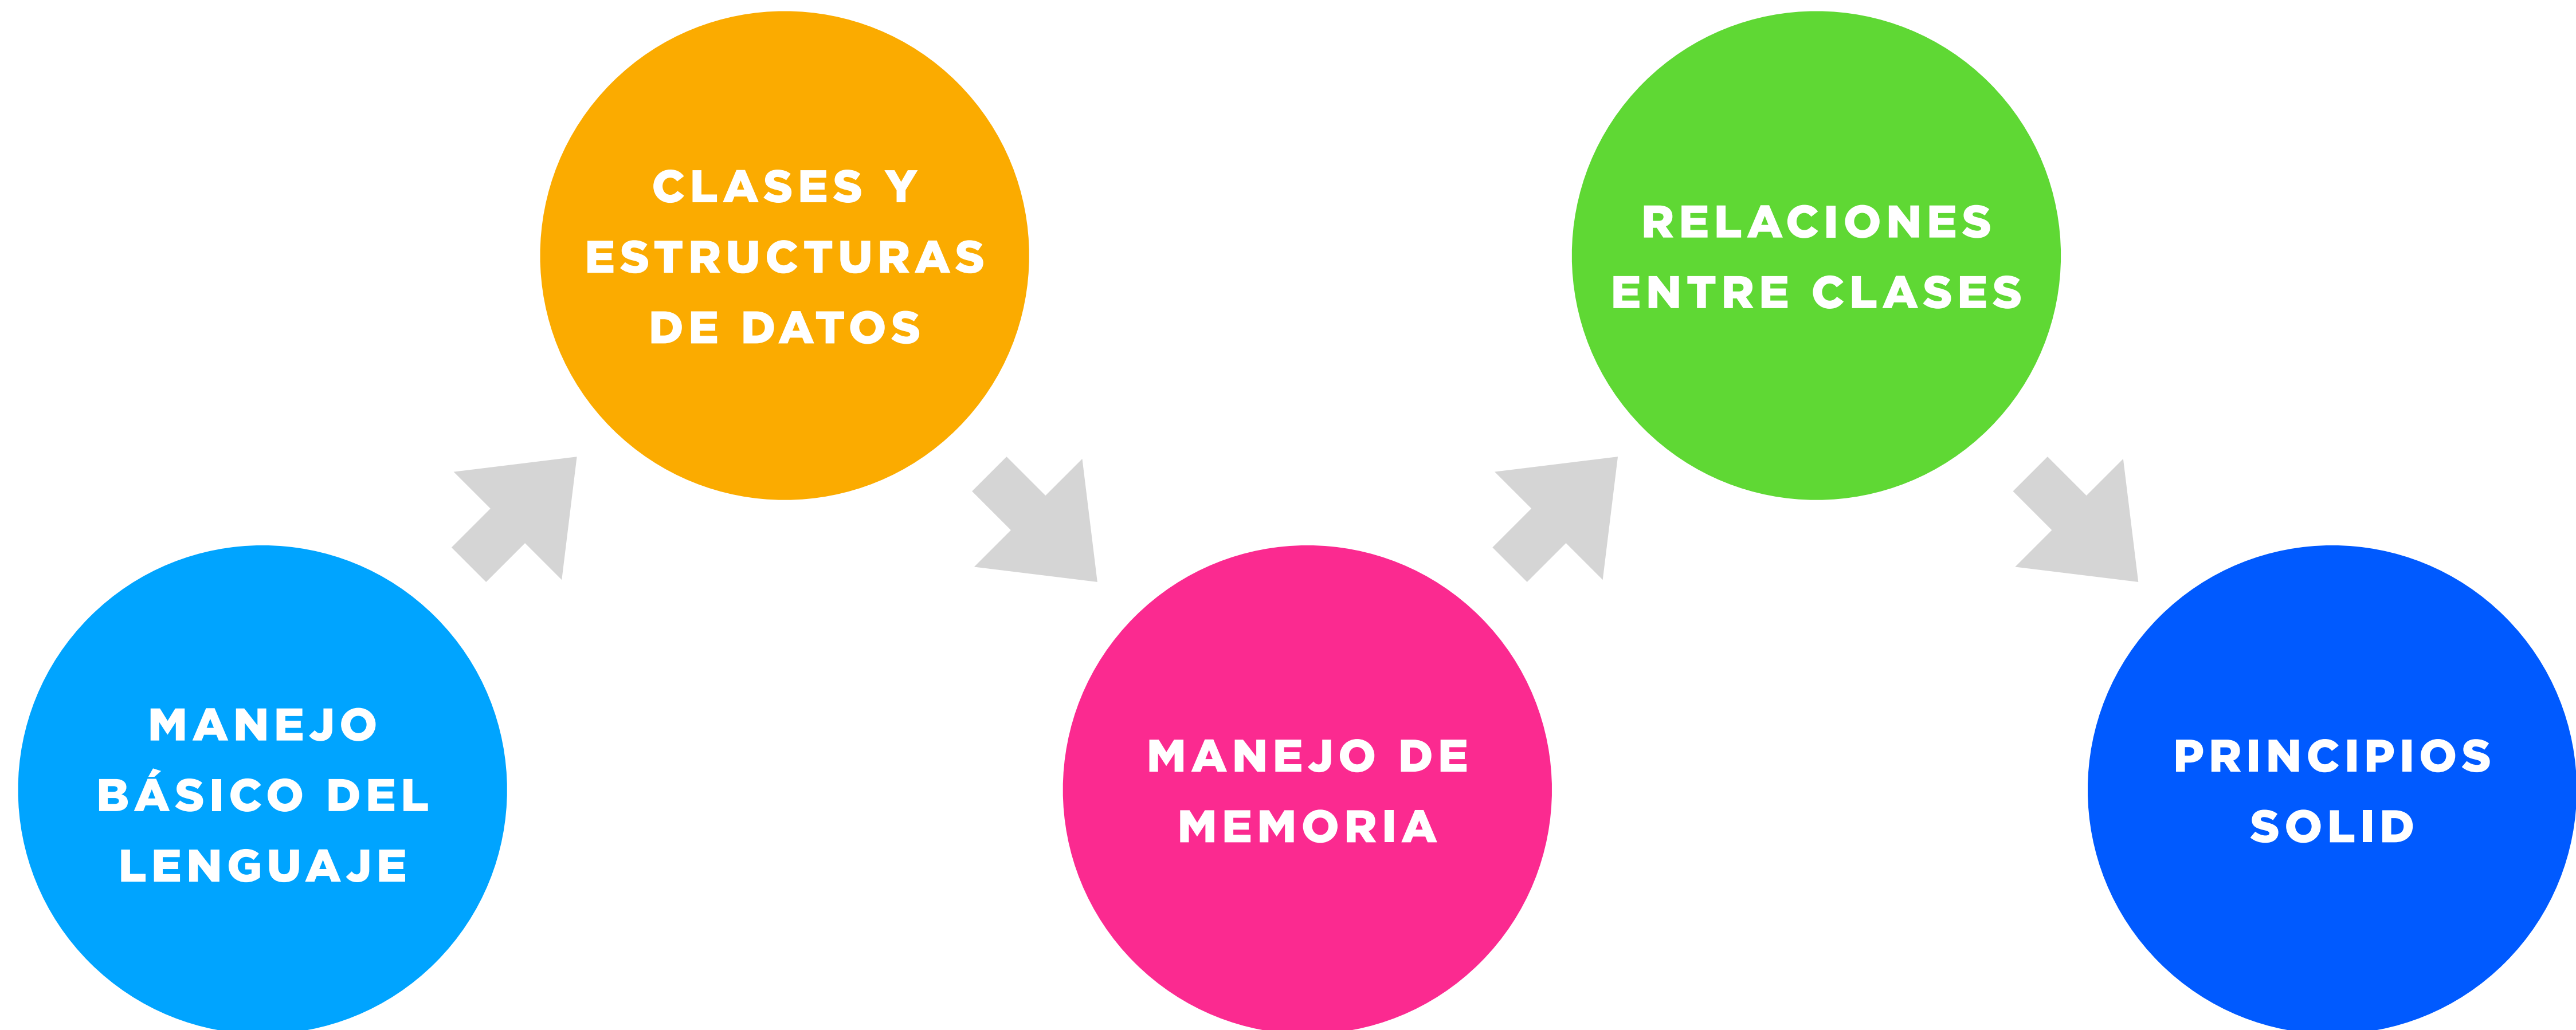 MANEJO
BÁSICO DEL
LENGUAJE
CLASES Y
ESTRUCTURAS
DE DATOS
MANEJO DE
MEMORIA
RELACIONES
ENTRE CLASES
PRINCIPIOS
SOLID